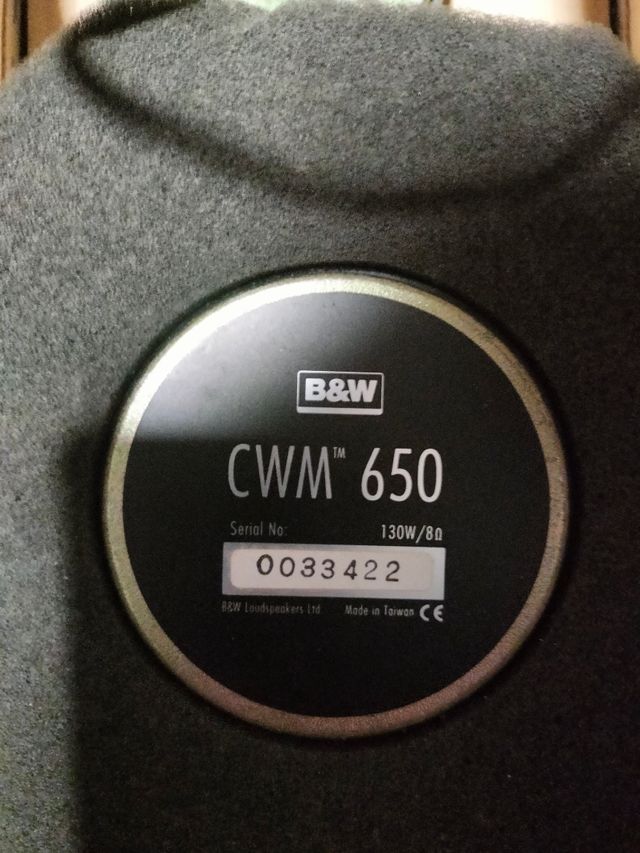 B&W
CWM™ 650
Serial No: 130W/8Ω
0033422
B&W Loudspeakers Ltd Made in Taiwan CE